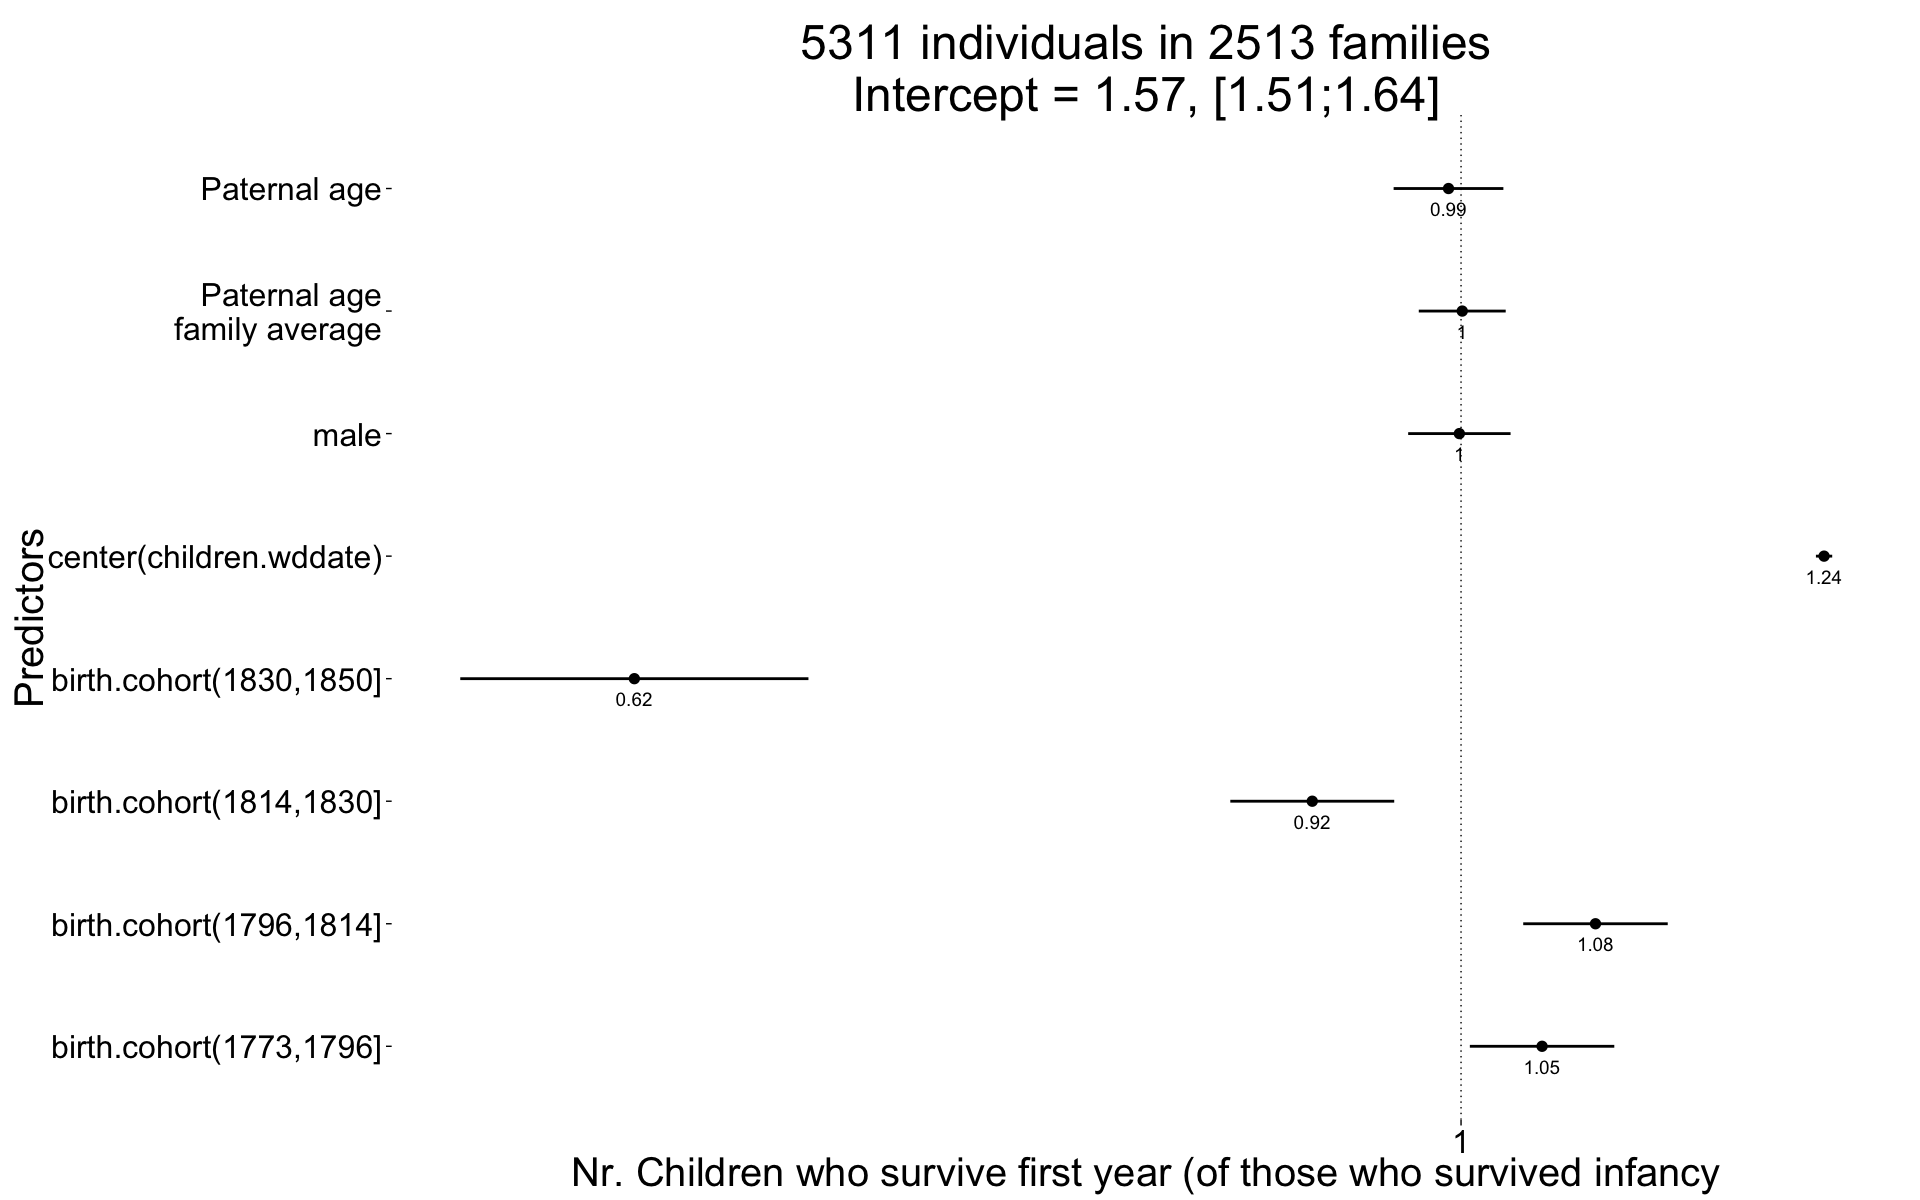 5311 individuals in 2513 families
Intercept = 1.57, [1.51;1.64]
Predictors
Paternal age
0.99
Paternal age
family average
1
male
1
center(children.wddate)
1.24
birth.cohort(1830,1850]
0.62
birth.cohort(1814,1830]
0.92
birth.cohort(1796,1814]
1.08
birth.cohort(1773,1796]
1.05
1
Nr. Children who survive first year (of those who survived infancy